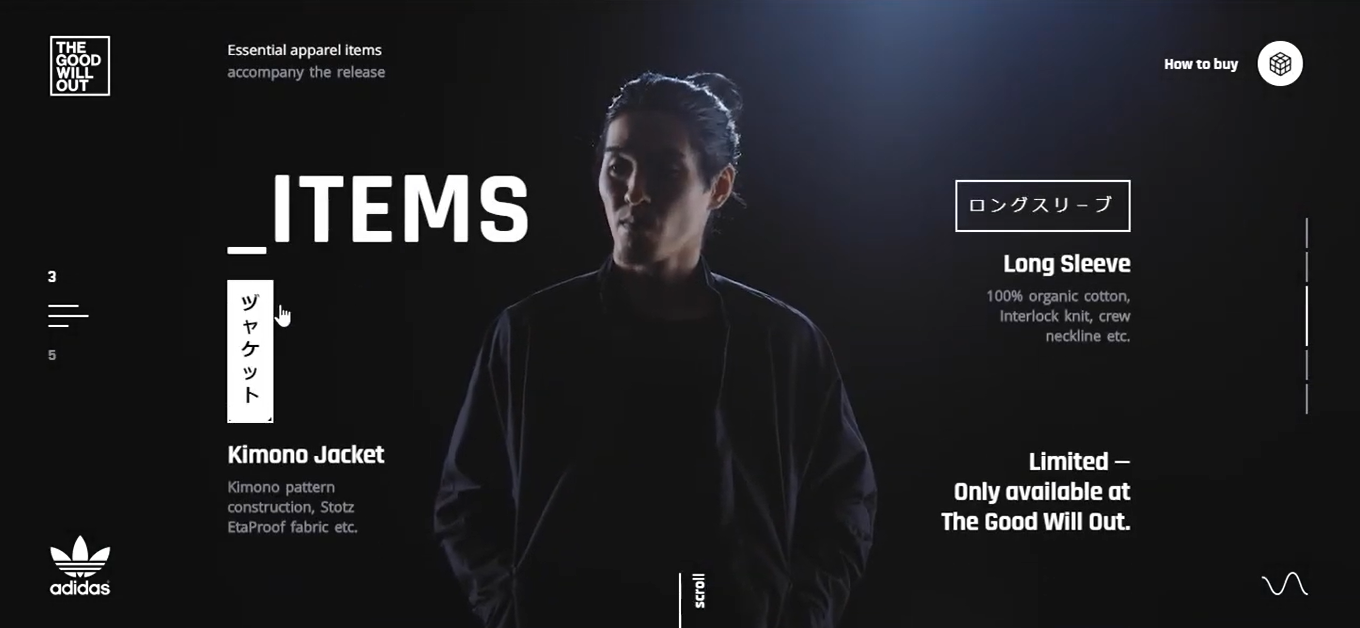 THE
GOOD
WILL
OUT
Essential apparel items
accompany the release
How to buy
_ITEMS
ヅャケット
Kimono Jacket
Kimono pattern
construction, Stotz
EtaProof fabric etc.
ロングスリーブ
Long Sleeve
100% organic cotton,
Interlock knit, crew
neckline etc.
Limited —
Only available at
The Good Will Out.
3
5
adidas
scroll